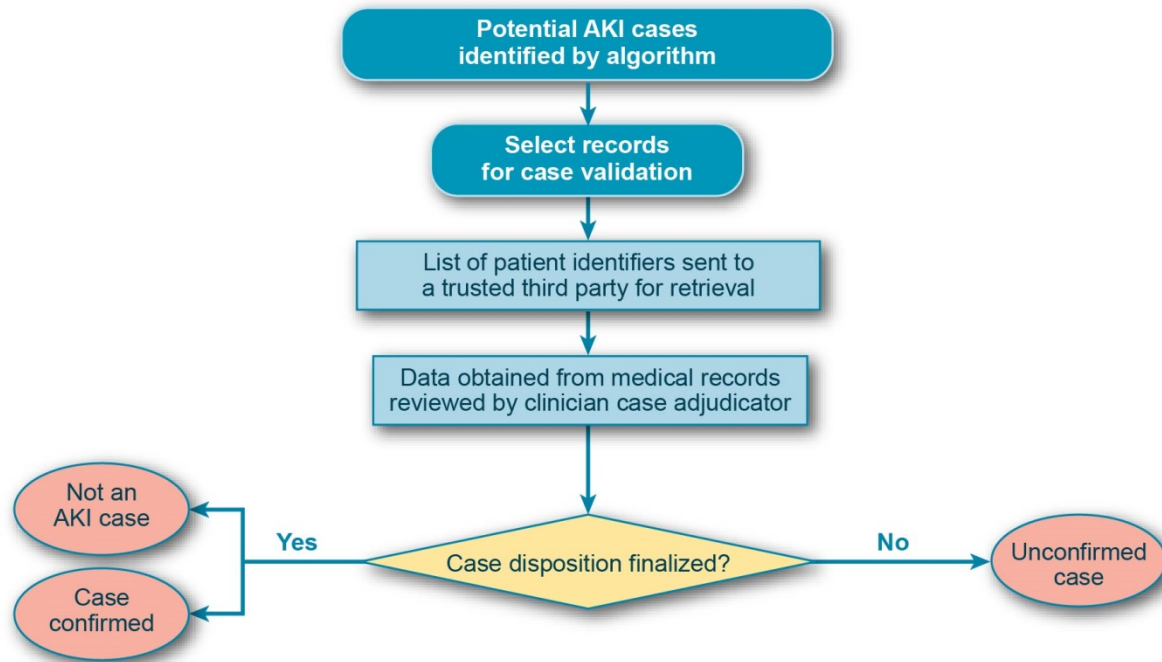 Potential AKI cases
identified by algorithm
Select records
for case validation
List of patient identifiers sent to
a trusted third party for retrieval
Data obtained from medical records
reviewed by clinician case adjudicator
Not an
AKI case
Yes
Case disposition finalized?
No
Unconfirmed
case
Case
confirmed